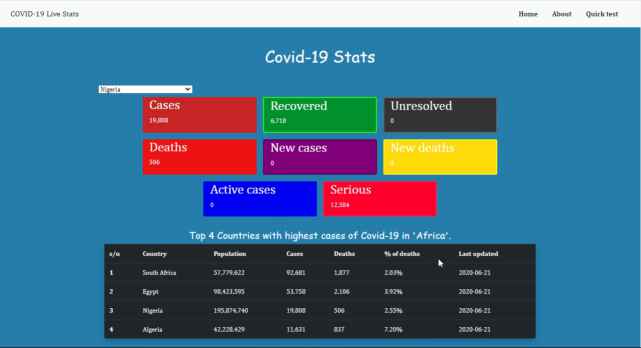 COVID-19 Live Stats Home About Quick test
Covid-19 Stats
Nigeria
Cases Recovered Unresolved
19,808 6,718 0
Deaths New cases New deaths
506 0 0
Active cases Serious
0 12,584
Top 4 Countries with highest cases of Covid-19 in 'Africa'.
s/n Country Population Cases Deaths % of deaths Last updated
1 South Africa 57,779,622 92,681 1,877 2.03% 2020-06-21
2 Egypt 98,423,595 53,758 2,106 3.92% 2020-06-21
3 Nigeria 195,874,740 19,808 506 2.55% 2020-06-21
4 Algeria 42,228,429 11,631 837 7.20% 2020-06-21